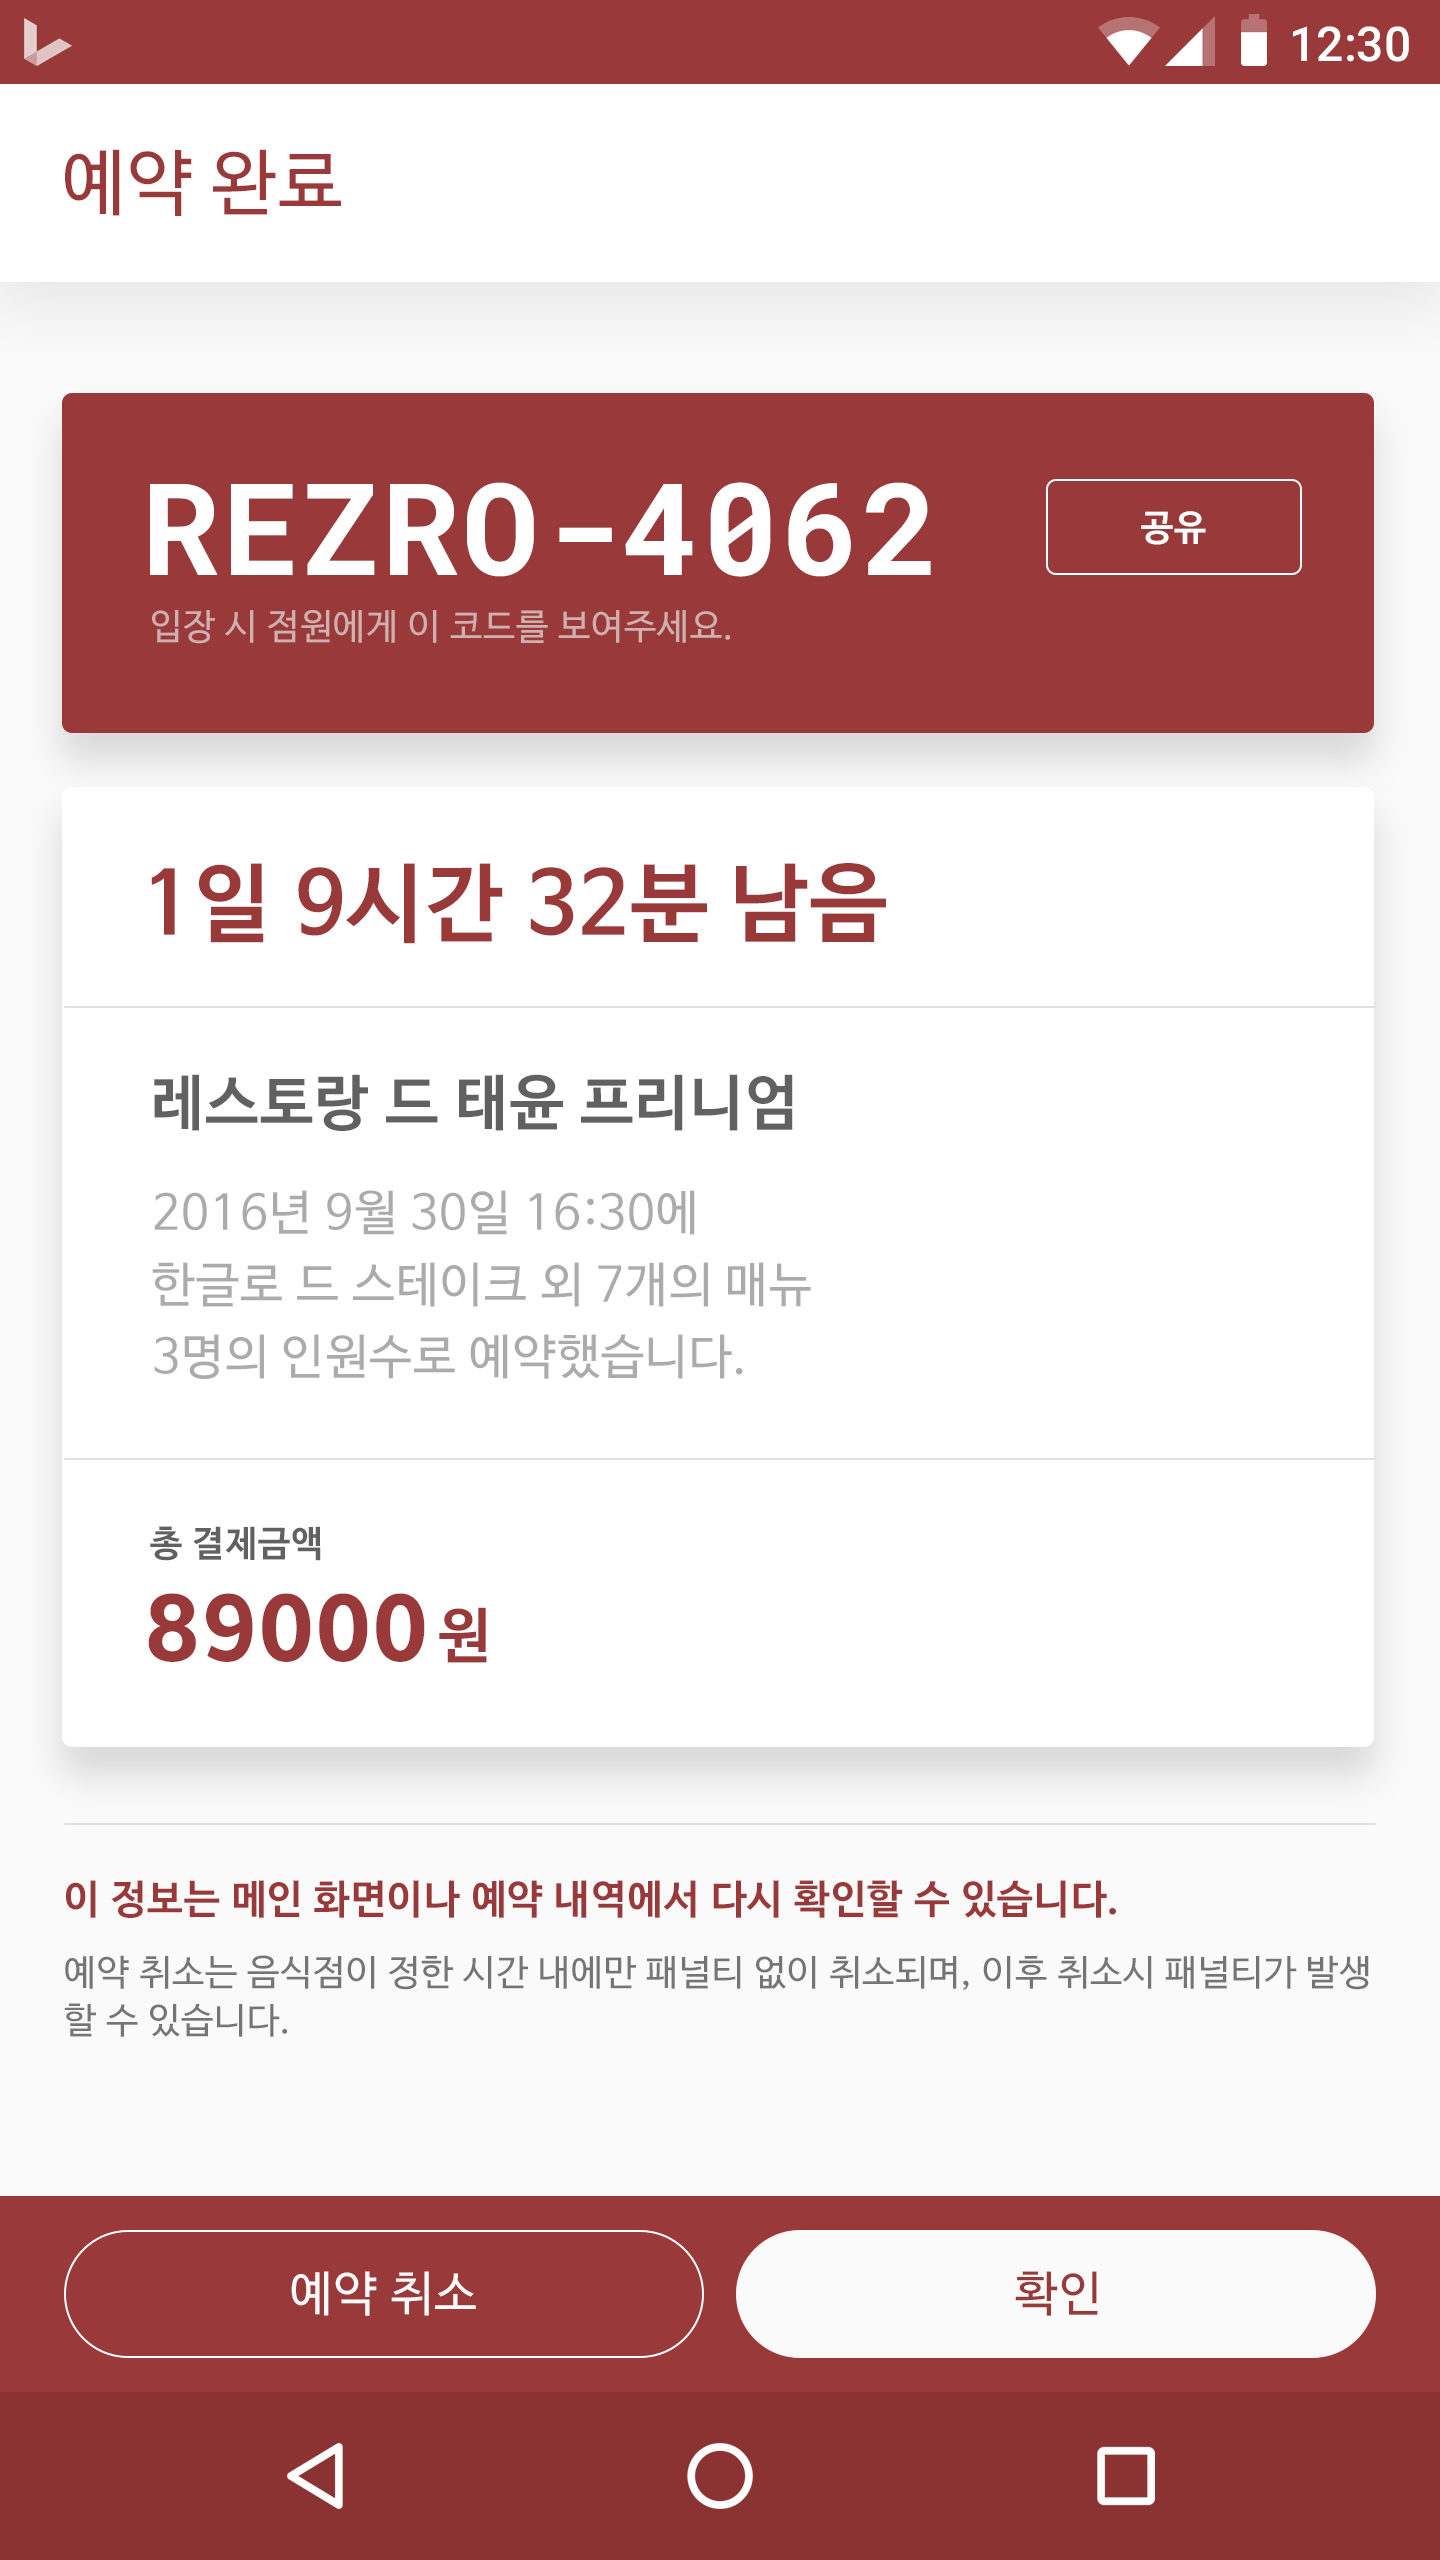 12:30
예약 완료
REZRO-4062
공유
입장 시 점원에게 이 코드를 보여주세요.
1일 9시간 32분 남음
레스토랑 드 태윤 프리니엄
2016년 9월 30일 16:30에
한글로 드 스테이크 외 7개의 매뉴
3명의 인원수로 예약했습니다.
총 결제금액
89000 원
이 정보는 메인 화면이나 예약 내역에서 다시 확인할 수 있습니다.
예약 취소는 음식점이 정한 시간 내에만 패널티 없이 취소되며, 이후 취소시 패널티가 발생
할 수 있습니다.
예약 취소
확인